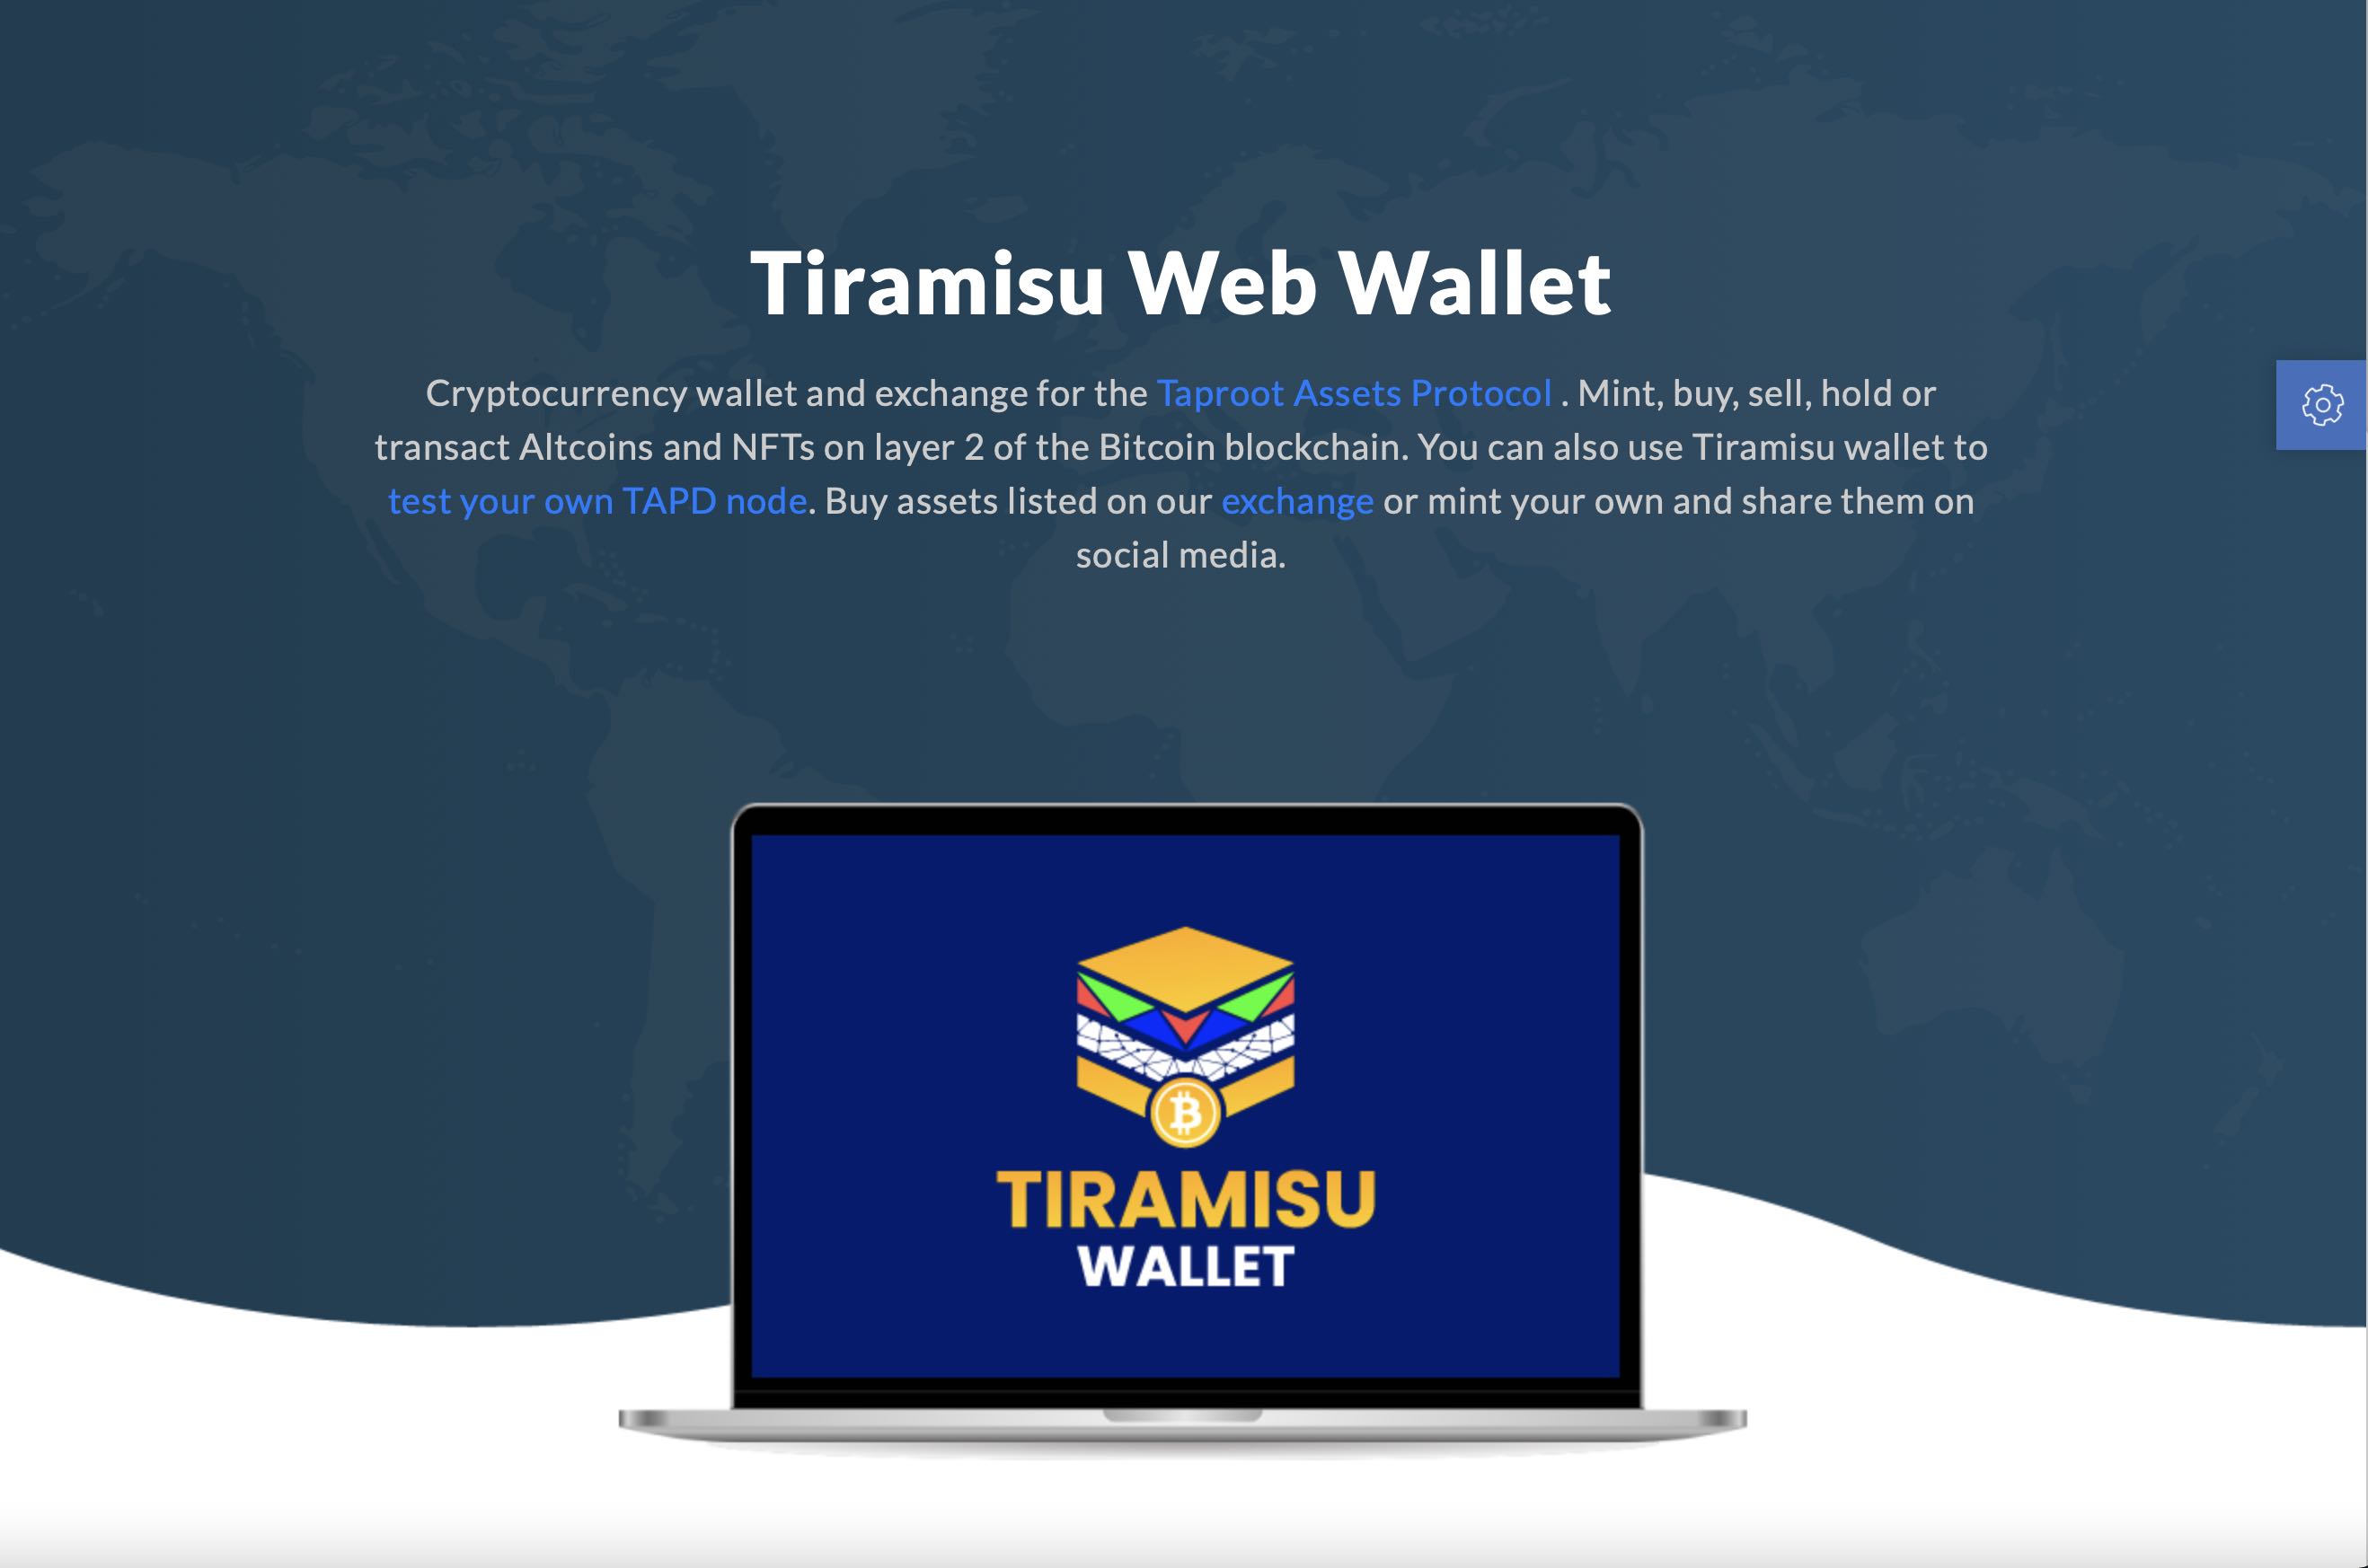 Tiramisu Web Wallet
Cryptocurrency wallet and exchange for the Taproot Assets Protocol . Mint, buy, sell, hold or
transact Altcoins and NFTs on layer 2 of the Bitcoin blockchain. You can also use Tiramisu wallet to
test your own TAPD node. Buy assets listed on our exchange or mint your own and share them on
social media.
TIRAMISU
WALLET